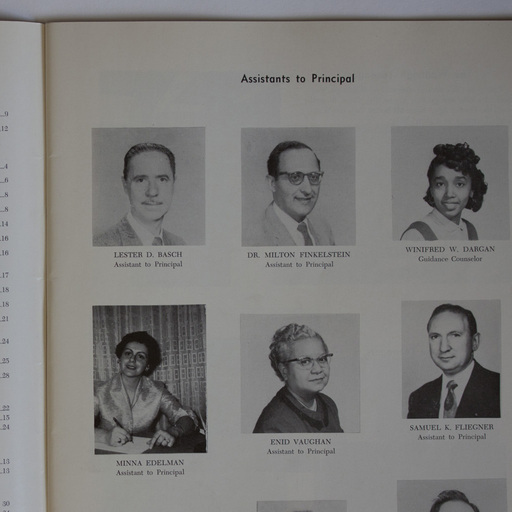 Assistants to Principal
LESTER D. BASCH
Assistant to Principal
DR. MILTON FINKELSTEIN
Assistant to Principal
WINIFRED W. DARGAN
Guidance Counselor
MINNA EDELMAN
Assistant to Principal
ENID VAUGHAN
Assistant to Principal
SAMUEL K. FLIEGNER
Assistant to Principal
..9
.12
..4
..6
..8
..8
.14
.16
.16
.17
.18
.18
.21
.24
.25
.28
.22
.15
.24
.13
.13
30